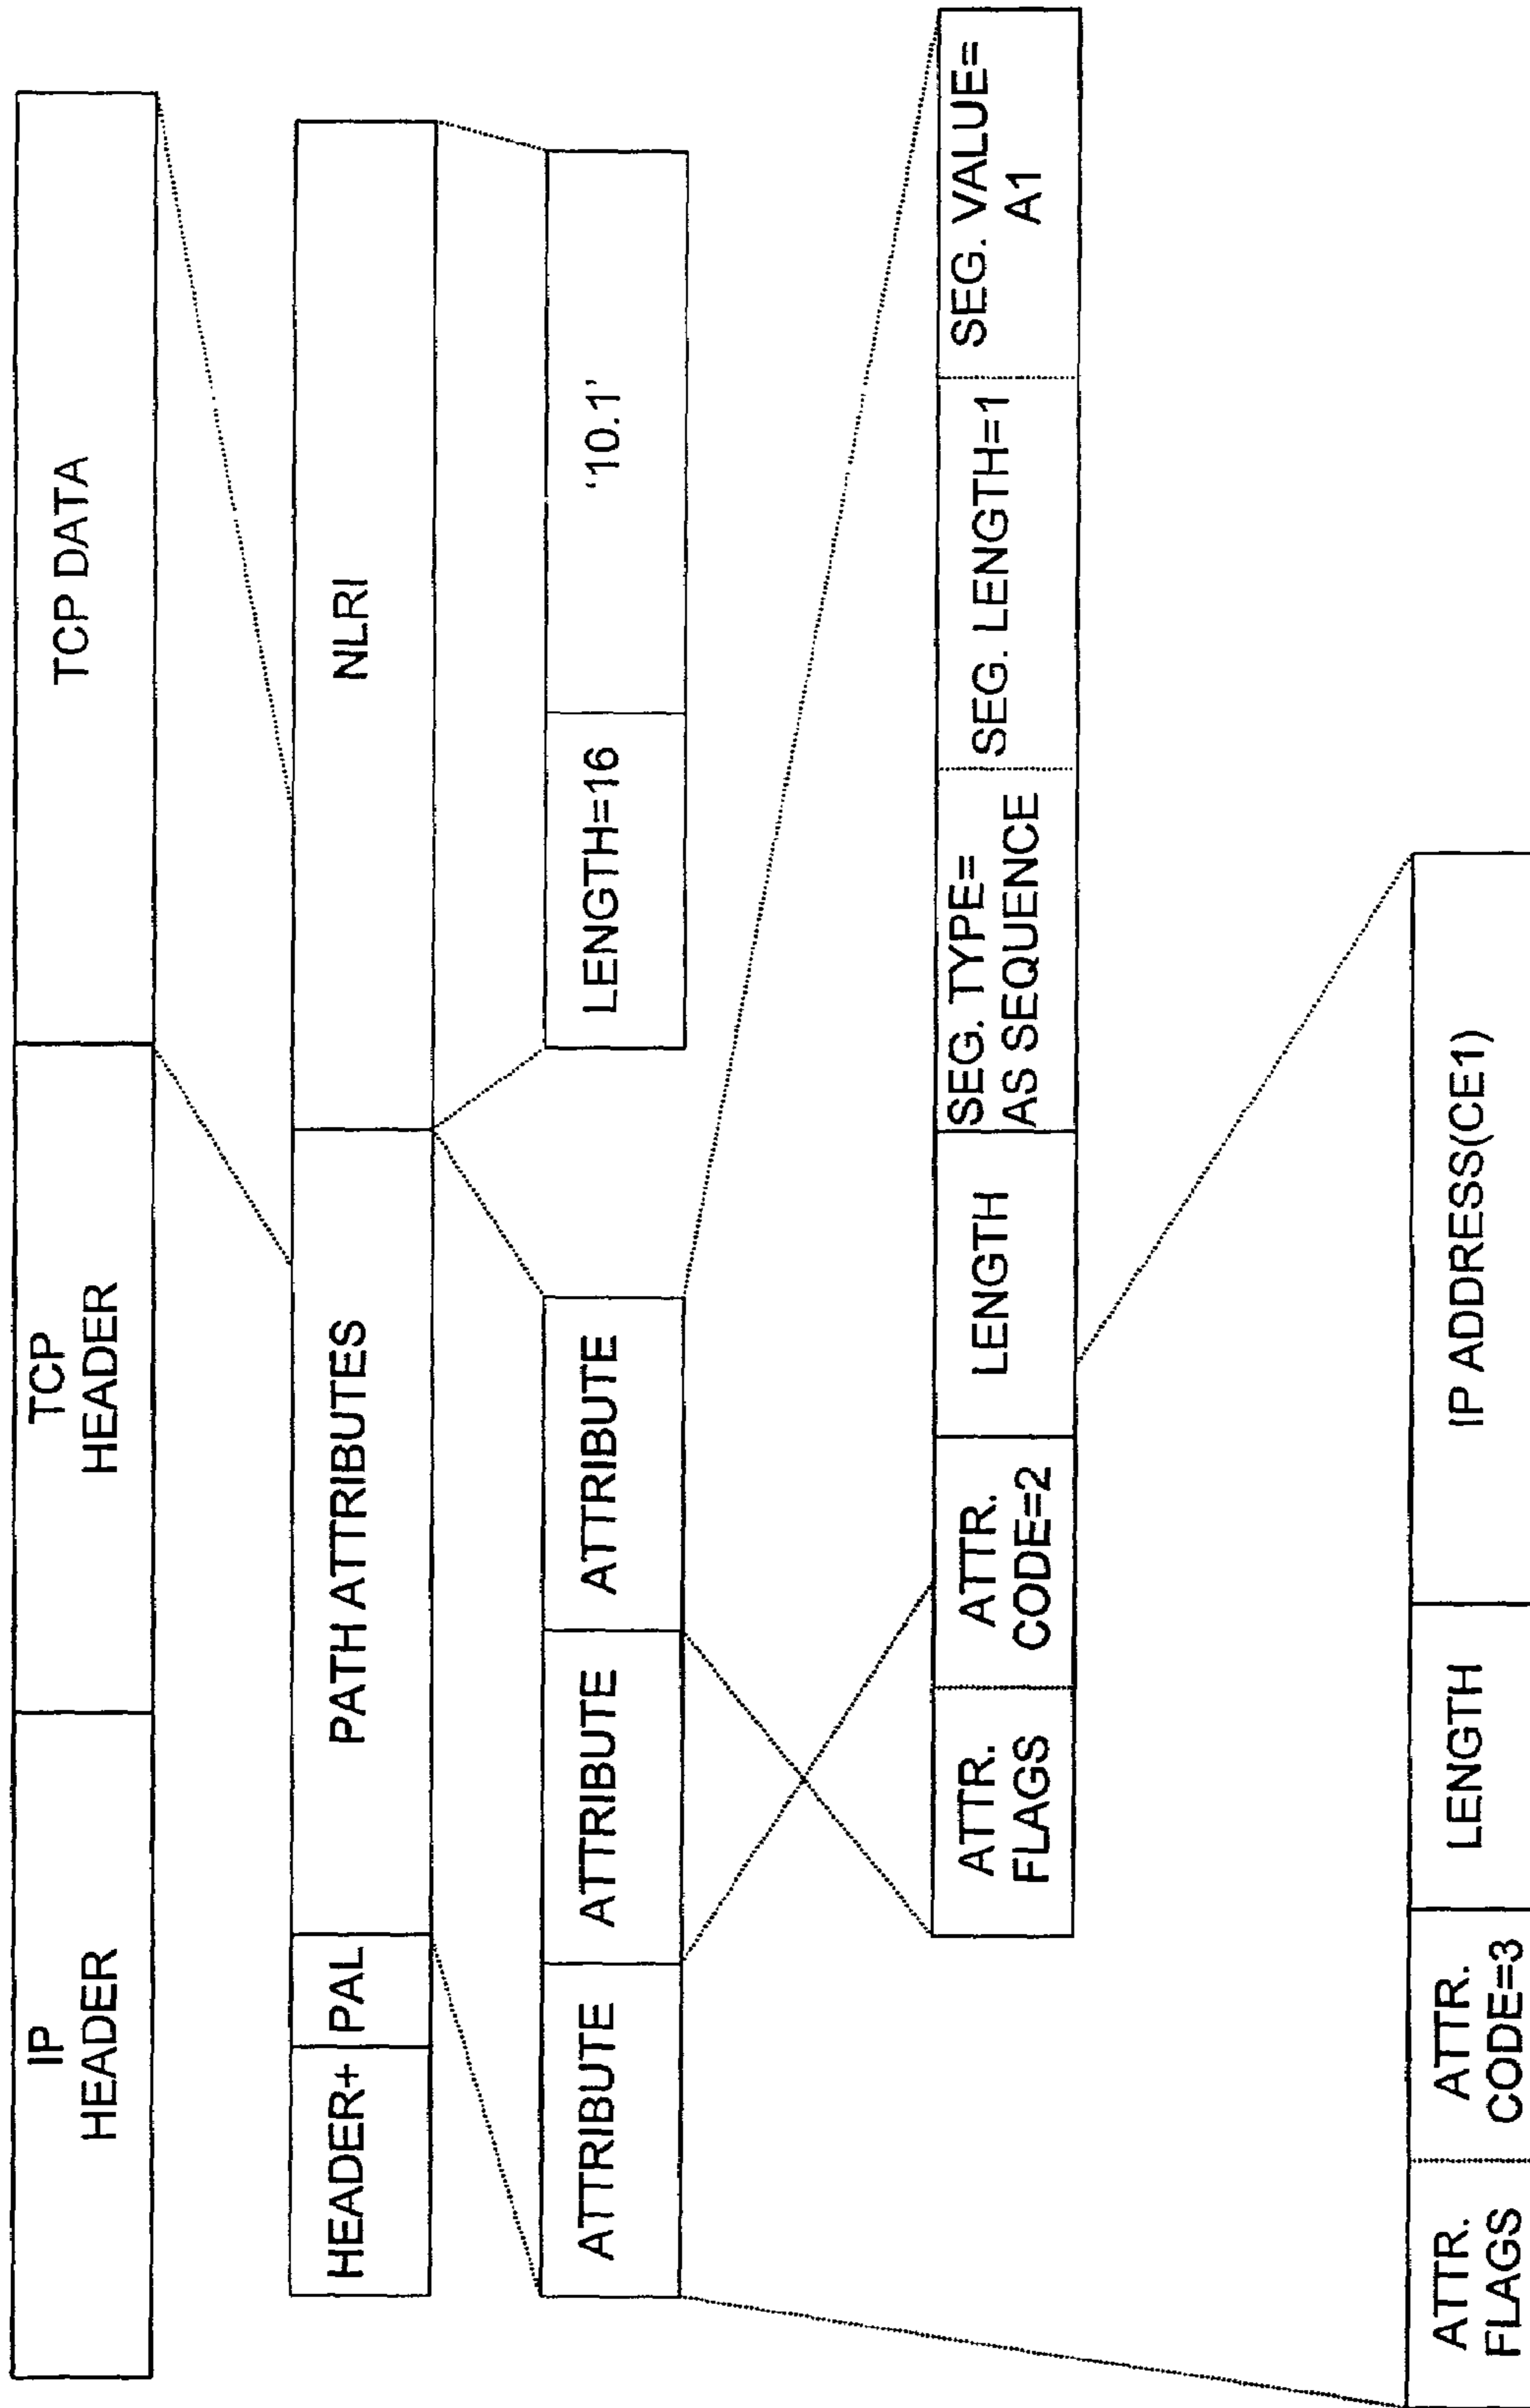 IP
HEADER
TCP
HEADER
TCP DATA
HEADER+
PAL
PATH ATTRIBUTES
NLRI
ATTRIBUTE
ATTRIBUTE
ATTRIBUTE
LENGTH=16
‘10.1’
ATTR.
FLAGS
ATTR.
CODE=2
LENGTH
SEG. TYPE=
AS SEQUENCE
SEG. LENGTH=1
SEG. VALUE=
A1
ATTR.
FLAGS
ATTR.
CODE=3
LENGTH
IP ADDRESS(CE1)